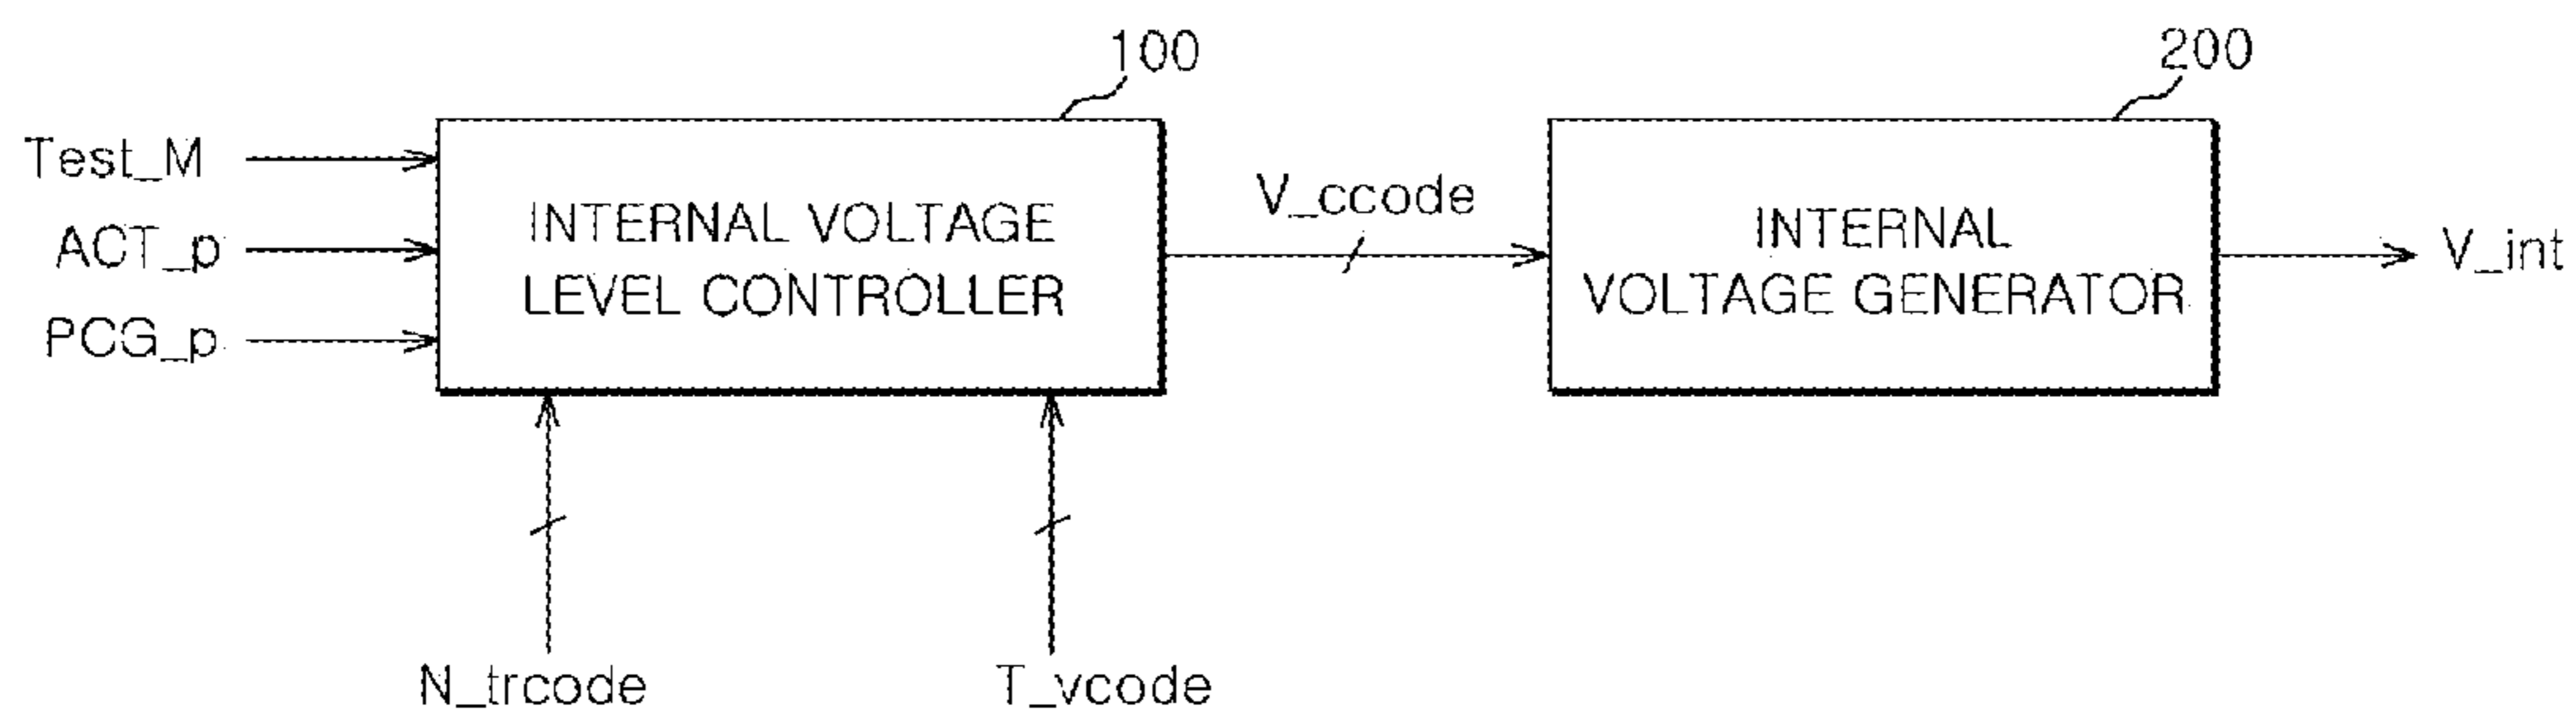 100
200
Test_M
ACT_p
PCG_p
INTERNAL VOLTAGE
LEVEL CONTROLLER
V_ccode
INTERNAL
VOLTAGE GENERATOR
V_int
N_trcode
T_vcode